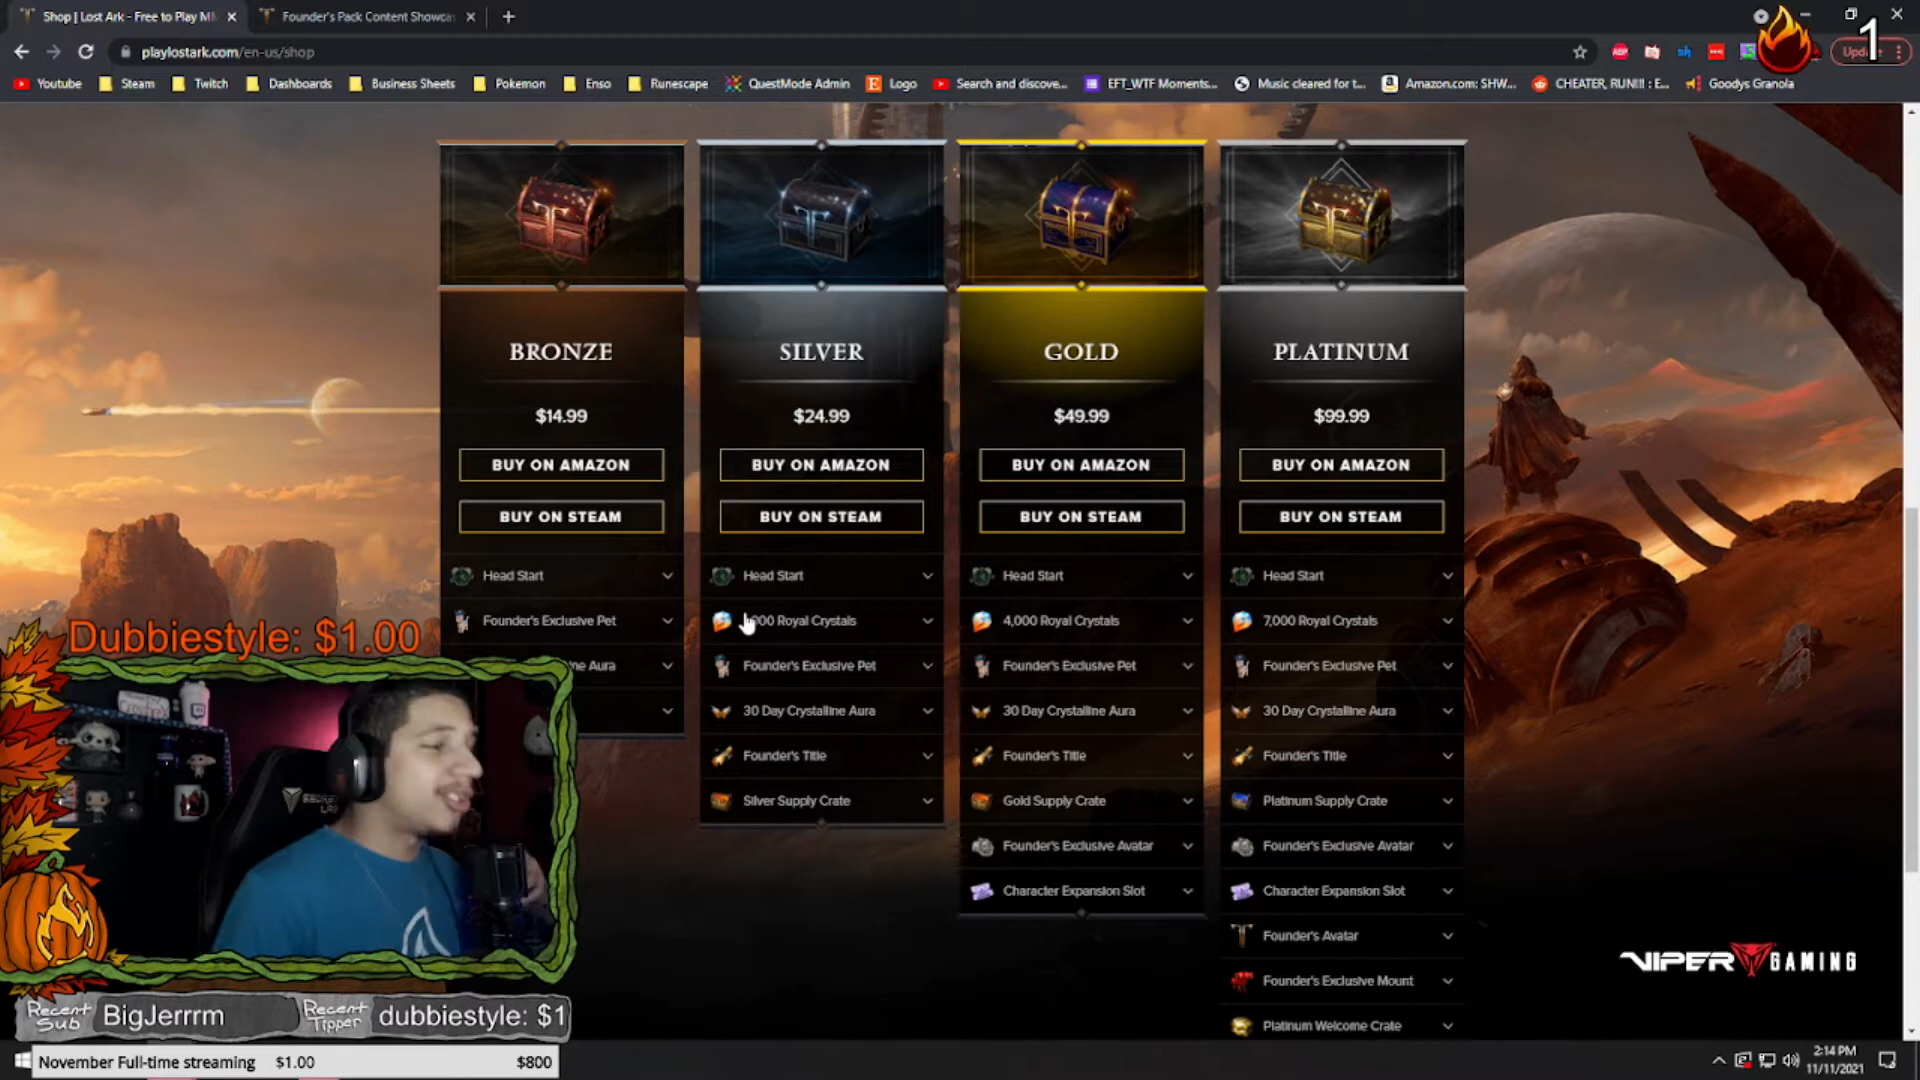 Shop | Lost Ark - Free to Play MM
Founder's Pack Content Showcas
1
playlostark.com/en-us/shop
Youtube
Steam
Twitch
Dashboards
Business Sheets
Pokemon
Enso
Runescape
QuestMode Admin
Logo
Search and discove...
EFT_WTF Moments...
Music cleared for t...
Amazon.com: SHW...
CHEATER, RUN!!! : E...
Goodys Granola
BRONZE
$14.99
BUY ON AMAZON
BUY ON STEAM
Head Start
Founder's Exclusive Pet
ne Aura
SILVER
$24.99
BUY ON AMAZON
BUY ON STEAM
Head Start
000 Royal Crystals
Founder's Exclusive Pet
30 Day Crystalline Aura
Founder's Title
Silver Supply Crate
GOLD
$49.99
BUY ON AMAZON
BUY ON STEAM
Head Start
4,000 Royal Crystals
Founder's Exclusive Pet
30 Day Crystalline Aura
Founder's Title
Gold Supply Crate
Founder's Exclusive Avatar
Character Expansion Slot
PLATINUM
$99.99
BUY ON AMAZON
BUY ON STEAM
Head Start
7,000 Royal Crystals
Founder's Exclusive Pet
30 Day Crystalline Aura
Founder's Title
Platinum Supply Crate
Founder's Exclusive Avatar
Character Expansion Slot
Founder's Avatar
Founder's Exclusive Mount
Platinum Welcome Crate
Dubbiestyle: $1.00
VIPER GAMING
Recent Sub BigJerrrm
Recent Tipper dubbiestyle: $1
November Full-time streaming $1.00 $800
2:14 PM
11/11/2021